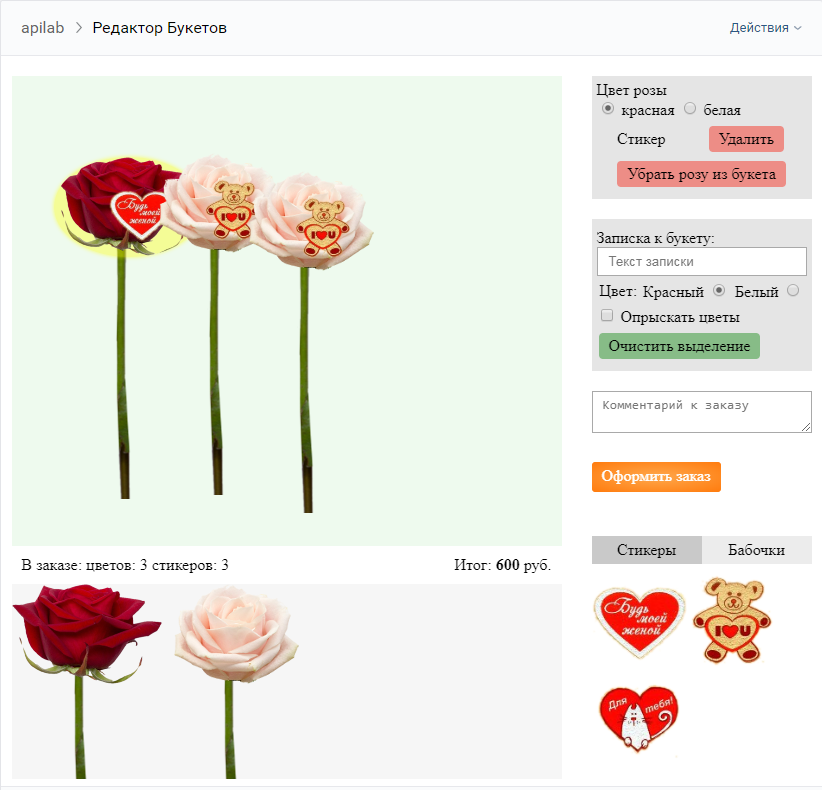 apilab > Редактор Букетов
Действия
Цвет розы
красная белая
Стикер Удалить
Убрать розу из букета
Записка к букету:
Текст записки
Цвет: Красный Белый
Опрыскать цветы
Очистить выделение
Комментарий к заказу
Оформить заказ
Будь моей женой
I U
I U
В заказе: цветов: 3 стикеров: 3
Итог: 600 руб.
Стикеры Бабочки
Будь
моей
женой
I U
Для тебя!